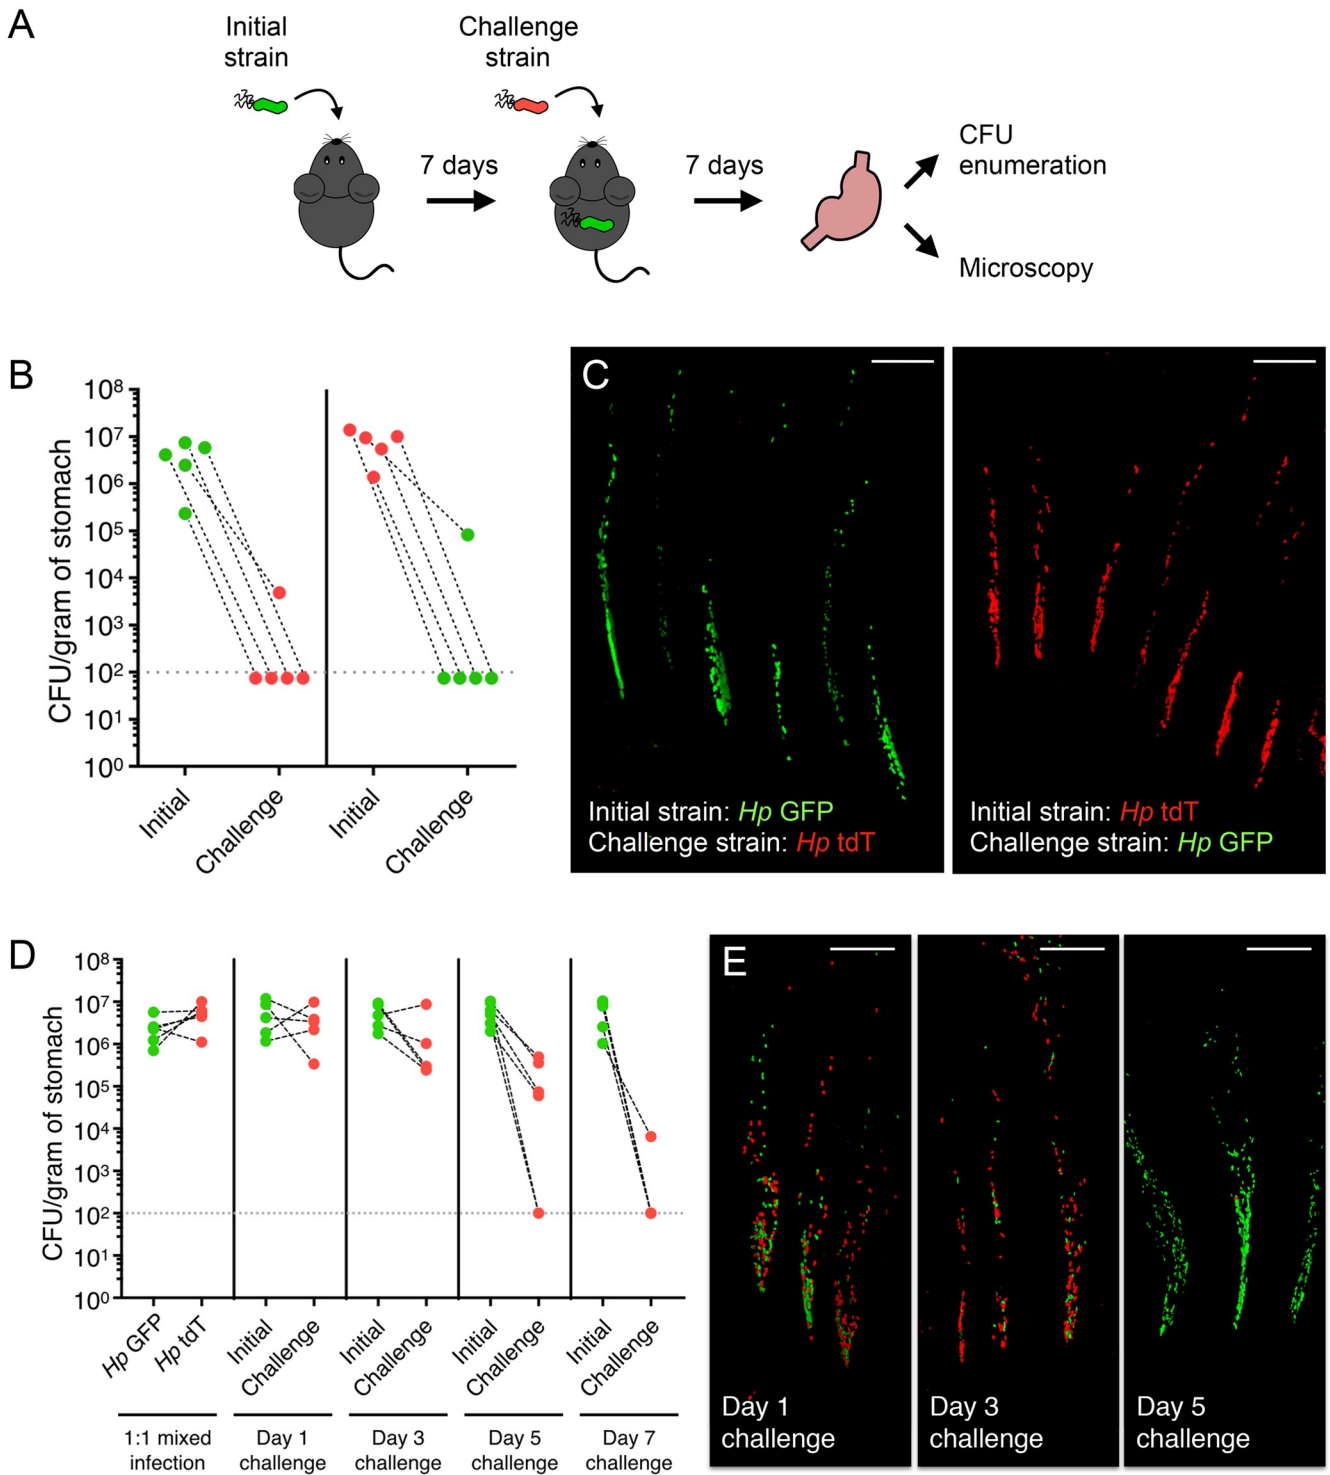 A
Initial
strain
Challenge
strain
7 days
7 days
CFU
enumeration
Microscopy
B
CFU/gram of stomach
10⁸
10⁷
10⁶
10⁵
10⁴
10³
10²
10¹
10⁰
Initial
Challenge
Initial
Challenge
C
Initial strain: Hp GFP
Challenge strain: Hp tdT
Initial strain: Hp tdT
Challenge strain: Hp GFP
D
CFU/gram of stomach
10⁸
10⁷
10⁶
10⁵
10⁴
10³
10²
10¹
10⁰
Hp GFP
Hp tdT
Initial
Challenge
Initial
Challenge
Initial
Challenge
Initial
Challenge
1:1 mixed
infection
Day 1
challenge
Day 3
challenge
Day 5
challenge
Day 7
challenge
E
Day 1
challenge
Day 3
challenge
Day 5
challenge